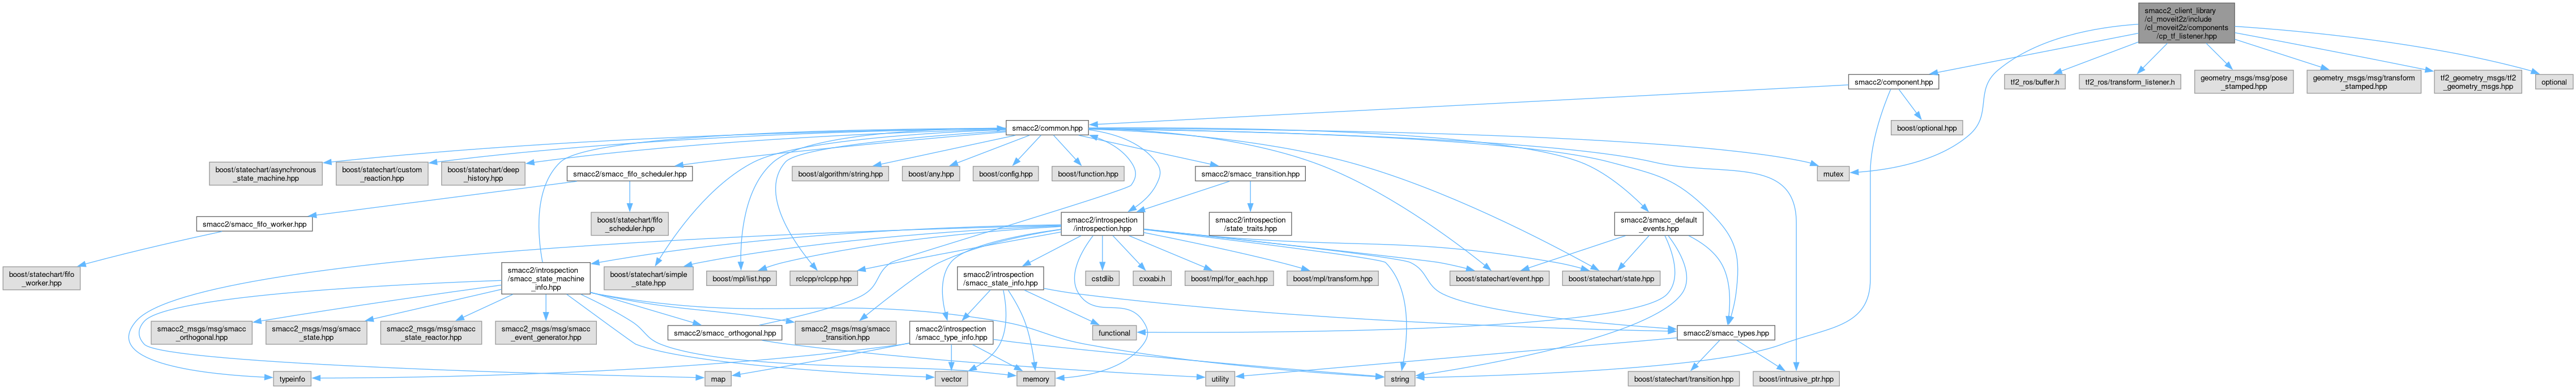 smacc2_client_library
/cl_moveit2z/include
/cl_moveit2z/components
/cp_tf_listener.hpp
smacc2/component.hpp
tf2_ros/buffer.h
tf2_ros/transform_listener.h
geometry_msgs/msg/pose
_stamped.hpp
geometry_msgs/msg/transform
_stamped.hpp
tf2_geometry_msgs/tf2
_geometry_msgs.hpp
optional
smacc2/common.hpp
boost/optional.hpp
boost/statechart/asynchronous
_state_machine.hpp
boost/statechart/custom
_reaction.hpp
boost/statechart/deep
_history.hpp
smacc2/smacc_fifo_scheduler.hpp
boost/algorithm/string.hpp
boost/any.hpp
boost/config.hpp
boost/function.hpp
smacc2/smacc_transition.hpp
mutex
smacc2/smacc_fifo_worker.hpp
boost/statechart/fifo
_scheduler.hpp
smacc2/introspection
/introspection.hpp
smacc2/introspection
/state_traits.hpp
smacc2/smacc_default
_events.hpp
boost/statechart/fifo
_worker.hpp
smacc2/introspection
/smacc_state_machine
_info.hpp
boost/statechart/simple
_state.hpp
boost/mpl/list.hpp
rclcpp/rclcpp.hpp
smacc2/introspection
/smacc_state_info.hpp
cstdlib
cxxabi.h
boost/mpl/for_each.hpp
boost/mpl/transform.hpp
boost/statechart/event.hpp
boost/statechart/state.hpp
smacc2_msgs/msg/smacc
_orthogonal.hpp
smacc2_msgs/msg/smacc
_state.hpp
smacc2_msgs/msg/smacc
_state_reactor.hpp
smacc2_msgs/msg/smacc
_event_generator.hpp
smacc2/smacc_orthogonal.hpp
smacc2_msgs/msg/smacc
_transition.hpp
smacc2/introspection
/smacc_type_info.hpp
functional
smacc2/smacc_types.hpp
typeinfo
map
vector
memory
utility
string
boost/statechart/transition.hpp
boost/intrusive_ptr.hpp